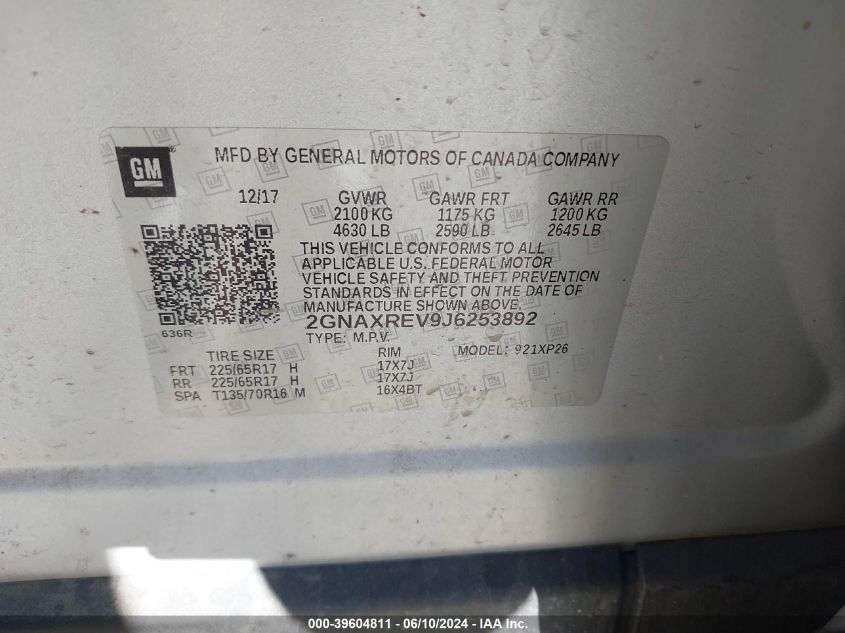 GM
MFD BY GENERAL MOTORS OF CANADA COMPANY
12/17 GVWR GAWR FRT GAWR RR
2100 KG 1175 KG 1200 KG
4630 LB 2590 LB 2645 LB
THIS VEHICLE CONFORMS TO ALL
APPLICABLE U.S. FEDERAL MOTOR
VEHICLE SAFETY AND THEFT PREVENTION
STANDARDS IN EFFECT ON THE DATE OF
MANUFACTURE SHOWN ABOVE.
2GNAXREV9J6253892
636R
TYPE: M.P.V.
TIRE SIZE RIM MODEL: 921XP26
FRT 225/65R17 H 17X7J
RR 225/65R17 H 17X7J
SPA T135/70R16 M 16X4BT
000-39604811 - 06/10/2024 - IAA Inc.